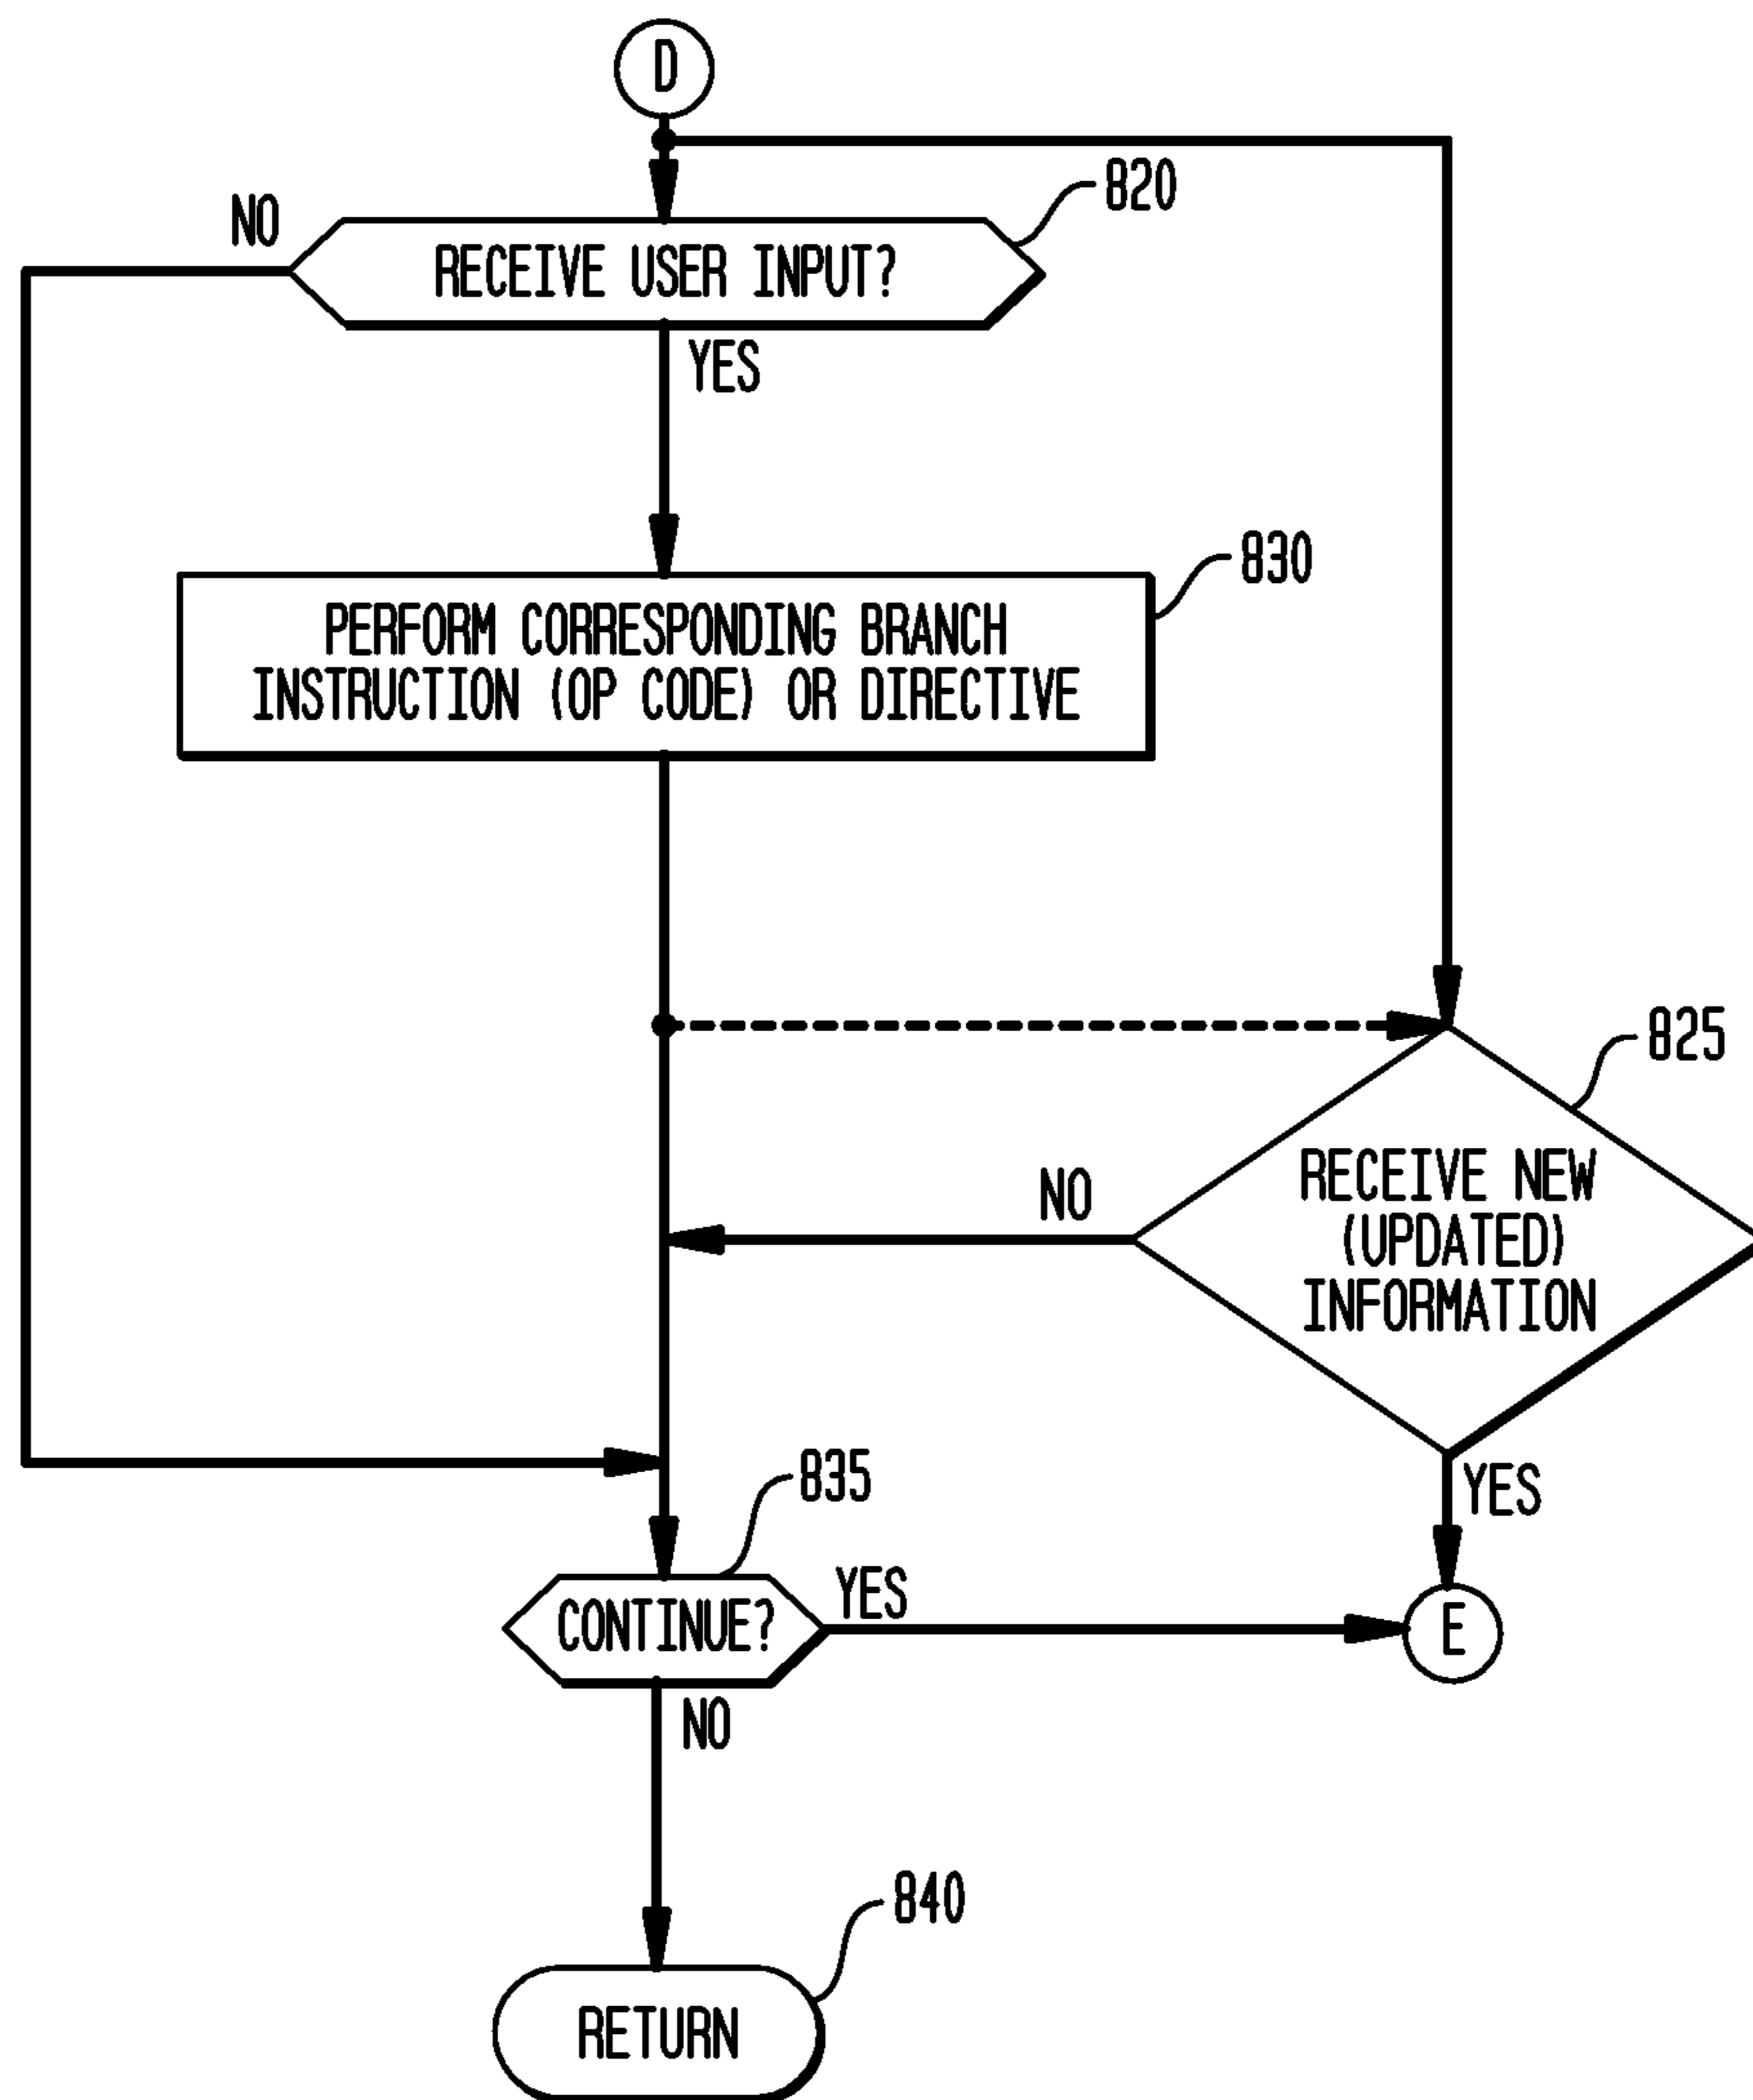 D
820
NO
RECEIVE USER INPUT?
YES
830
PERFORM CORRESPONDING BRANCH
INSTRUCTION (OP CODE) OR DIRECTIVE
825
NO
RECEIVE NEW
(UPDATED)
INFORMATION
835
YES
YES
CONTINUE?
E
NO
840
RETURN